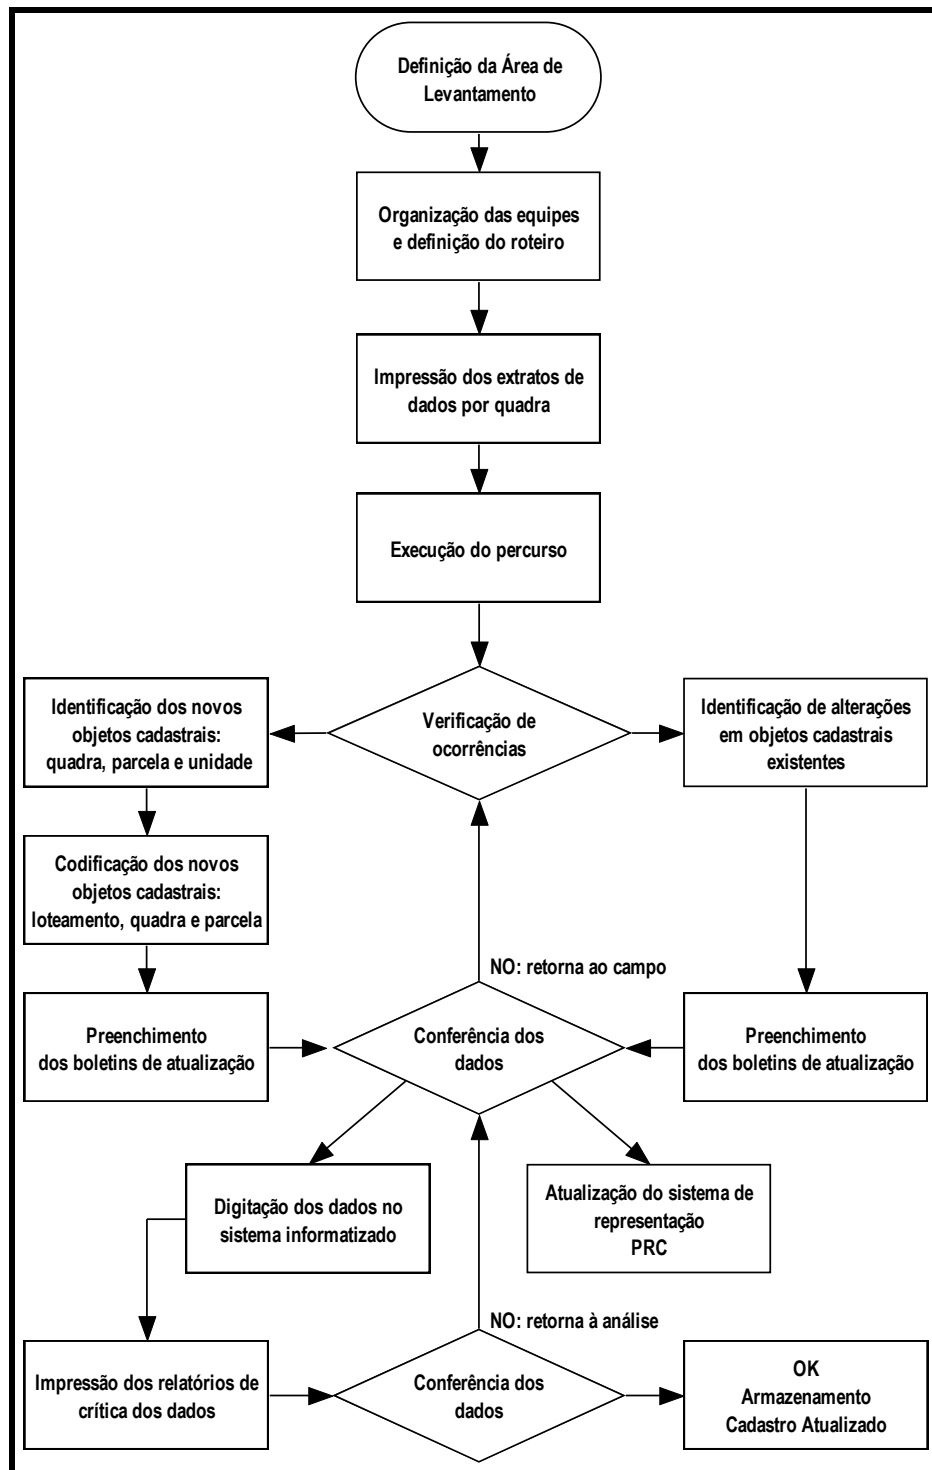 Definição da Área de
Levantamento
Organização das equipes
e definição do roteiro
Impressão dos extratos de
dados por quadra
Execução do percurso
Identificação dos novos
objetos cadastrais:
quadra, parcela e unidade
Verificação de
ocorrências
Identificação de alterações
em objetos cadastrais
existentes
Codificação dos novos
objetos cadastrais:
loteamento, quadra e parcela
NO: retorna ao campo
Preenchimento
dos boletins de atualização
Conferência dos
dados
Preenchimento
dos boletins de atualização
Digitação dos dados no
sistema informatizado
Atualização do sistema de
representação
PRC
NO: retorna à análise
Impressão dos relatórios de
crítica dos dados
Conferência dos
dados
OK
Armazenamento
Cadastro Atualizado